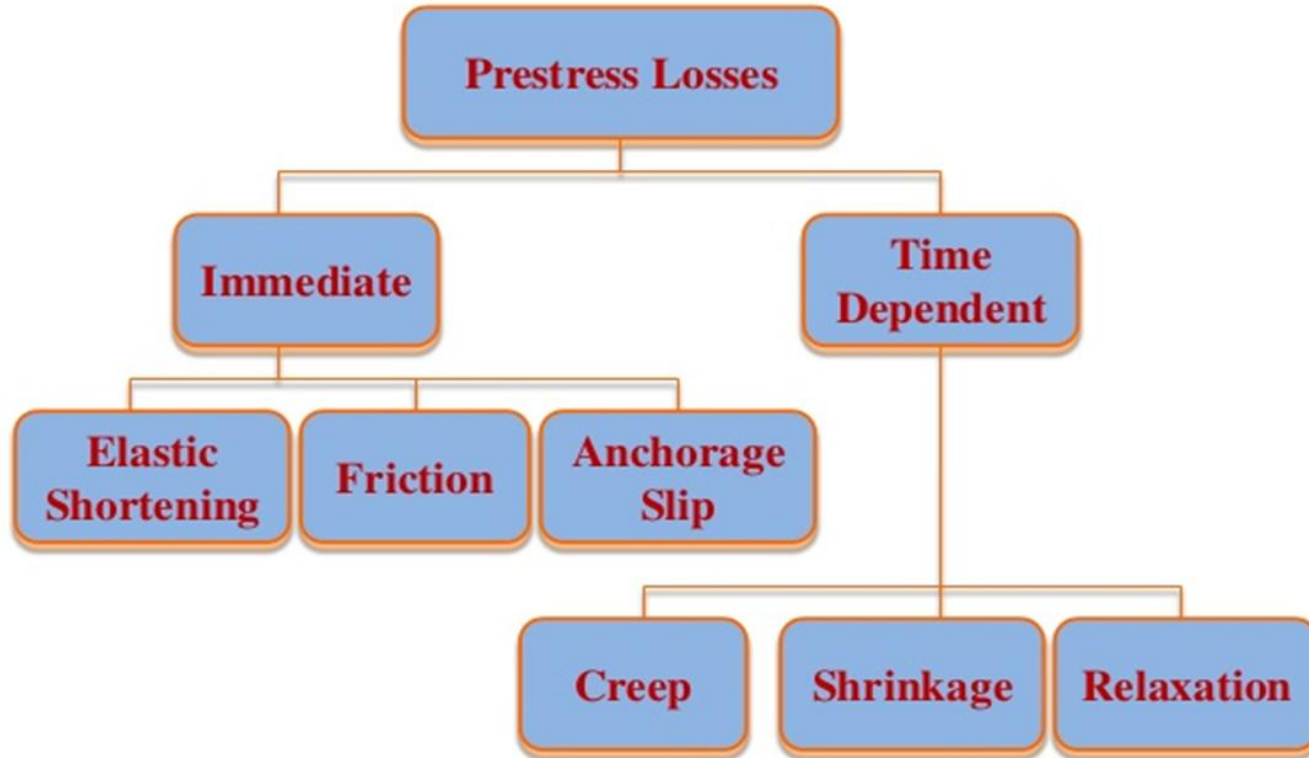 Prestress Losses
Immediate
Time
Dependent
Elastic
Shortening
Friction
Anchorage
Slip
Creep
Shrinkage
Relaxation